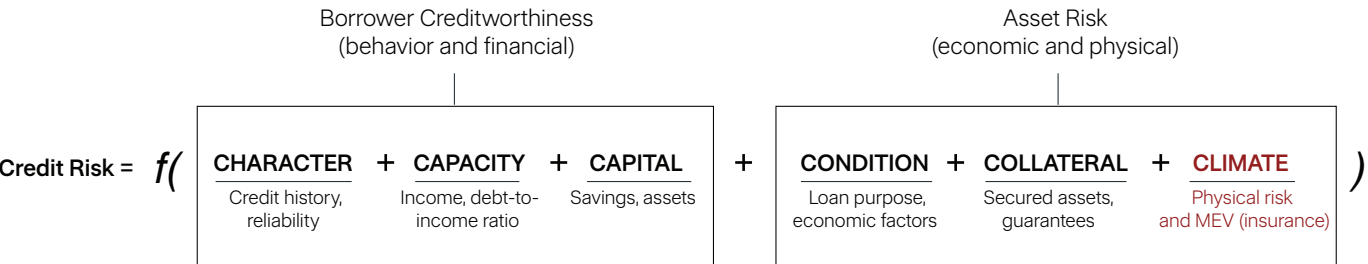 Borrower Creditworthiness
(behavior and financial)
Asset Risk
(economic and physical)
Credit Risk = f( CHARACTER + CAPACITY + CAPITAL + CONDITION + COLLATERAL + CLIMATE )
Credit history,
reliability
Income, debt-to-
income ratio
Savings, assets
Loan purpose,
economic factors
Secured assets,
guarantees
Physical risk
and MEV (insurance)